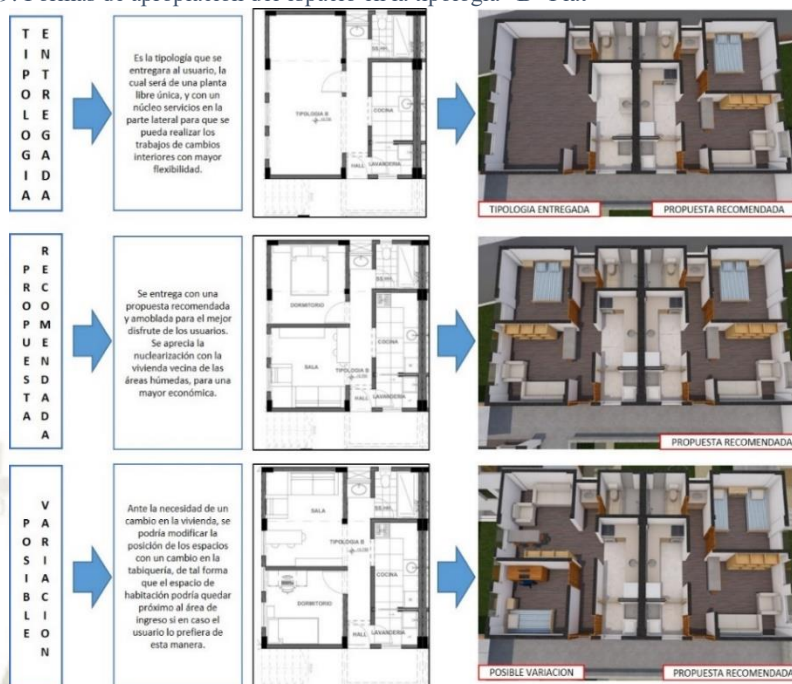 Formas de apropiación del espacio en la tipología
TIPOLOGIA
ENTREGADA
Es la tipología que se
entregara al usuario, la
cual será de una planta
libre única, y con un
núcleo servicios en la
parte lateral para que se
pueda realizar los
trabajos de cambios
interiores con mayor
flexibilidad.
SS.HH.
TIPOLOGIA B
COCINA
HALL
LAVANDERIA
TIPOLOGIA ENTREGADA
PROPUESTA RECOMENDADA
PROPUESTA
RECOMENDADA
Se entrega con una
propuesta recomendada
y amoblada para el mejor
disfrute de los usuarios.
Se aprecia la
nuclearización con la
vivienda vecina de las
áreas húmedas, para una
mayor económica.
SS.HH.
DORMITORIO
COCINA
SALA
TIPOLOGIA B
HALL
LAVANDERIA
PROPUESTA RECOMENDADA
POSIBLE
VARIACION
Ante la necesidad de un
cambio en la vivienda, se
podría modificar la
posición de los espacios
con un cambio en la
tabiquería, de tal forma
que el espacio de
habitación podría quedar
próximo al área de
ingreso si en caso el
usuario lo prefiera de
esta manera.
SALA
SS.HH.
TIPOLOGIA B
COCINA
DORMITORIO
HALL
LAVANDERIA
POSIBLE VARIACION
PROPUESTA RECOMENDADA